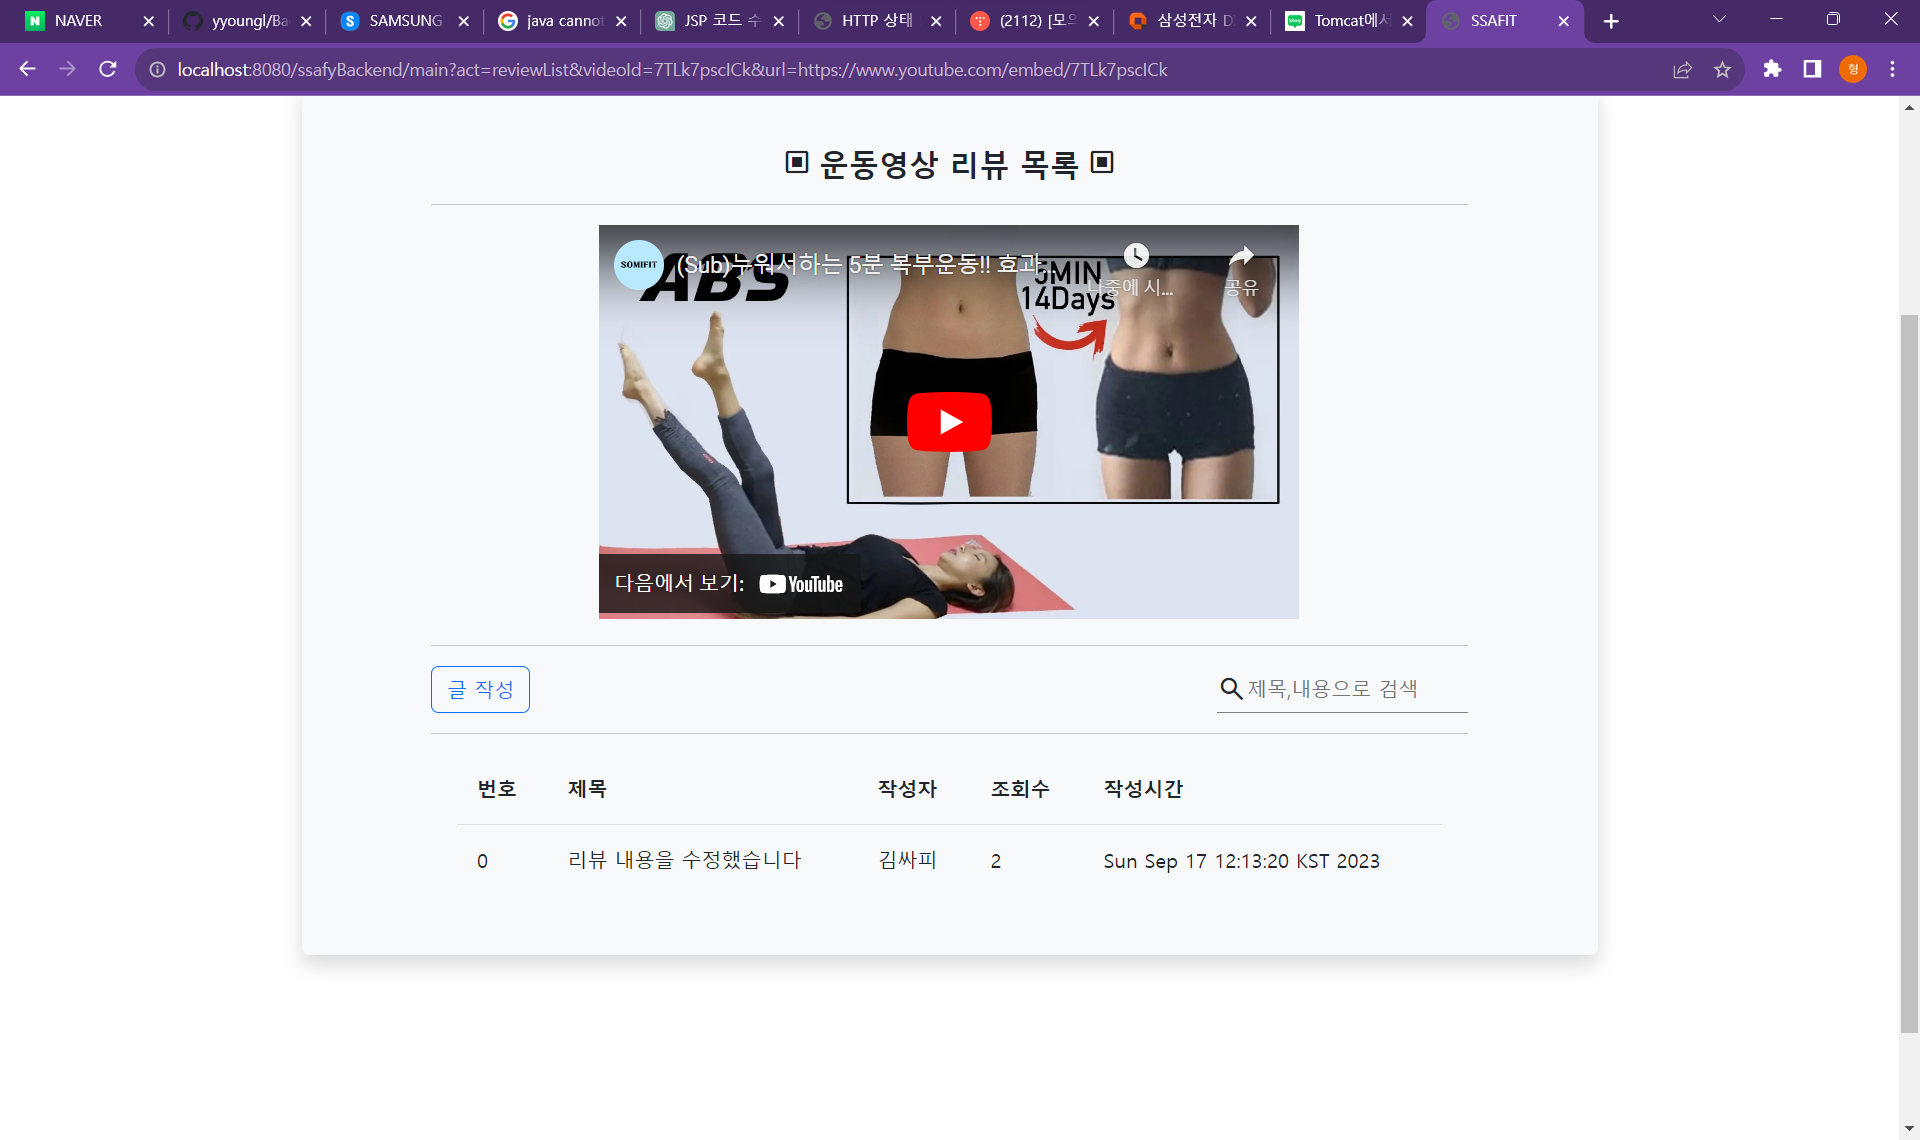 NAVER
yyoungl/Ba
SAMSUNG
java cannot
JSP 코드 수
HTTP 상태
(2112) [모의
삼성전자 D
Tomcat에서
SSAFIT
localhost:8080/ssafyBackend/main?act=reviewList&videoId=7TLk7pscICk&url=https://www.youtube.com/embed/7TLk7pscICk
형
▣ 운동영상 리뷰 목록 ▣
SOMIFIT
(Sub)누워서하는 5분 복부운동!! 효과...
ABS
5MIN
14Days
나중에 시...
공유
다음에서 보기: YouTube
글 작성
제목,내용으로 검색
번호 제목 작성자 조회수 작성시간
0 리뷰 내용을 수정했습니다 김싸피 2 Sun Sep 17 12:13:20 KST 2023